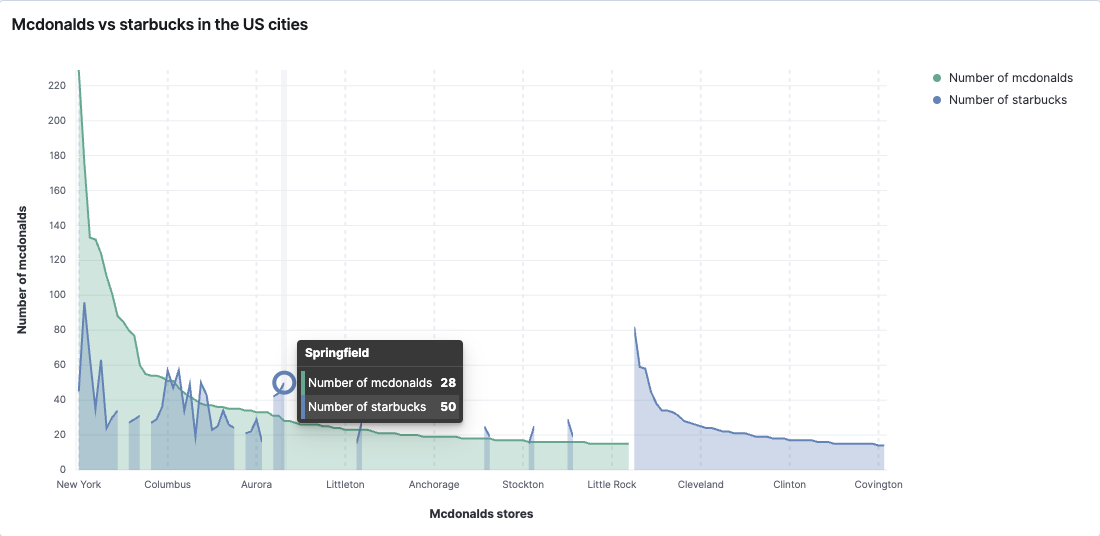 Mcdonalds vs starbucks in the US cities
Number of mcdonalds
Number of starbucks
Number of mcdonalds
220
200
180
160
140
120
100
80
60
40
20
0
Springfield
Number of mcdonalds 28
Number of starbucks 50
New York Columbus Aurora Littleton Anchorage Stockton Little Rock Cleveland Clinton Covington
Mcdonalds stores